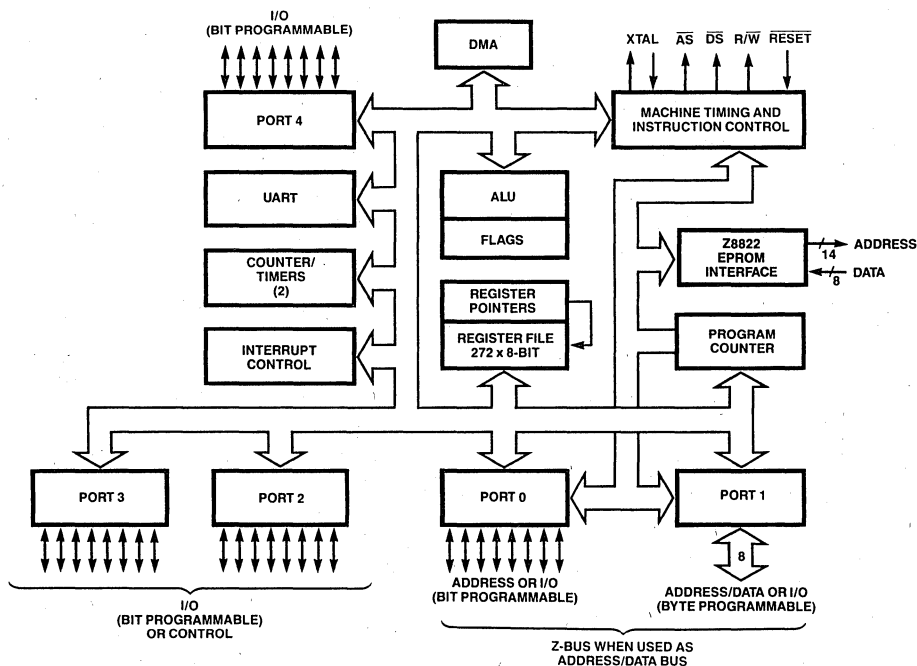 I/O
(BIT PROGRAMMABLE)
DMA
XTAL
AS
DS
R/W
RESET
PORT 4
MACHINE TIMING AND
INSTRUCTION CONTROL
UART
ALU
FLAGS
Z8822
EPROM
INTERFACE
14
ADDRESS
8
DATA
COUNTER/
TIMERS
(2)
REGISTER
POINTERS
REGISTER FILE
272 x 8-BIT
PROGRAM
COUNTER
INTERRUPT
CONTROL
PORT 3
PORT 2
PORT 0
PORT 1
8
I/O
(BIT PROGRAMMABLE)
OR CONTROL
ADDRESS OR I/O
(BIT PROGRAMMABLE)
ADDRESS/DATA OR I/O
(BYTE PROGRAMMABLE)
Z-BUS WHEN USED AS
ADDRESS/DATA BUS